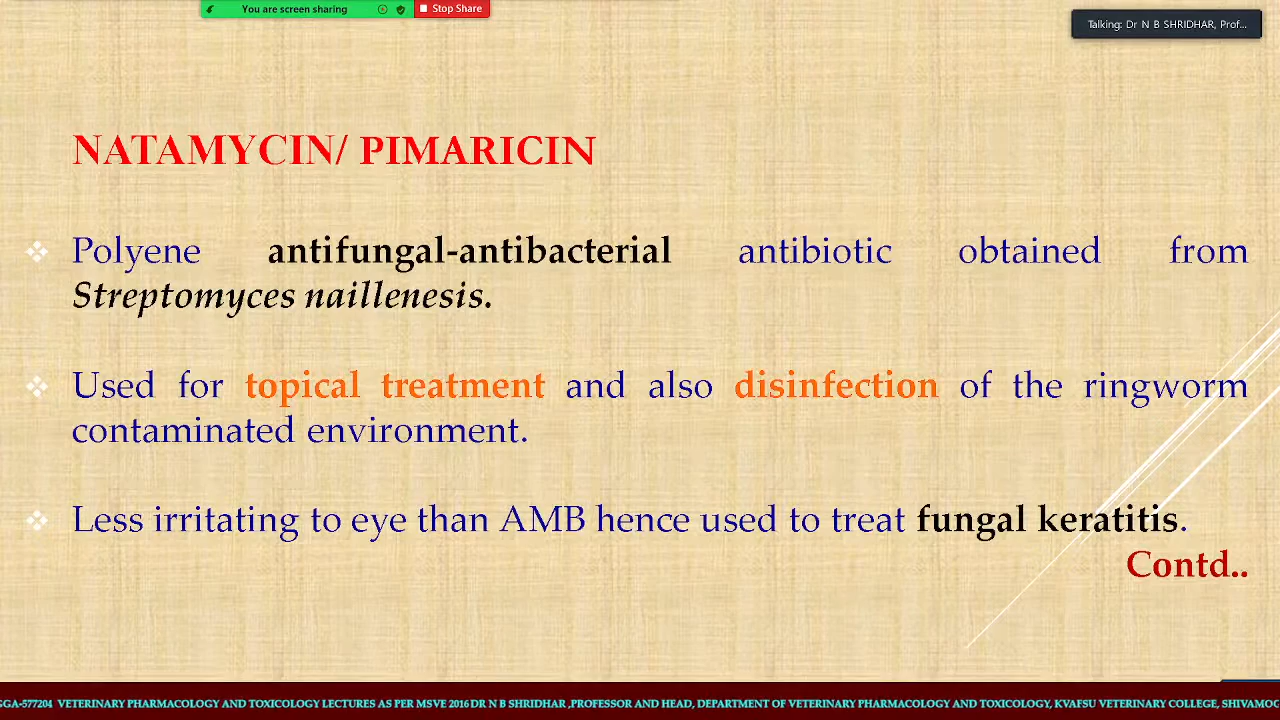 You are screen sharing Stop Share
Talking: Dr N B SHRIDHAR, Prof...
NATAMYCIN/ PIMARICIN
❖ Polyene antifungal-antibacterial antibiotic obtained from
Streptomyces naillenesis.
❖ Used for topical treatment and also disinfection of the ringworm
contaminated environment.
❖ Less irritating to eye than AMB hence used to treat fungal keratitis.
Contd..
GGA-577204 VETERINARY PHARMACOLOGY AND TOXICOLOGY LECTURES AS PER MSVE 2016 DR N B SHRIDHAR ,PROFESSOR AND HEAD, DEPARTMENT OF VETERINARY PHARMACOLOGY AND TOXICOLOGY, KVAFSU VETERINARY COLLEGE, SHIVAMOG